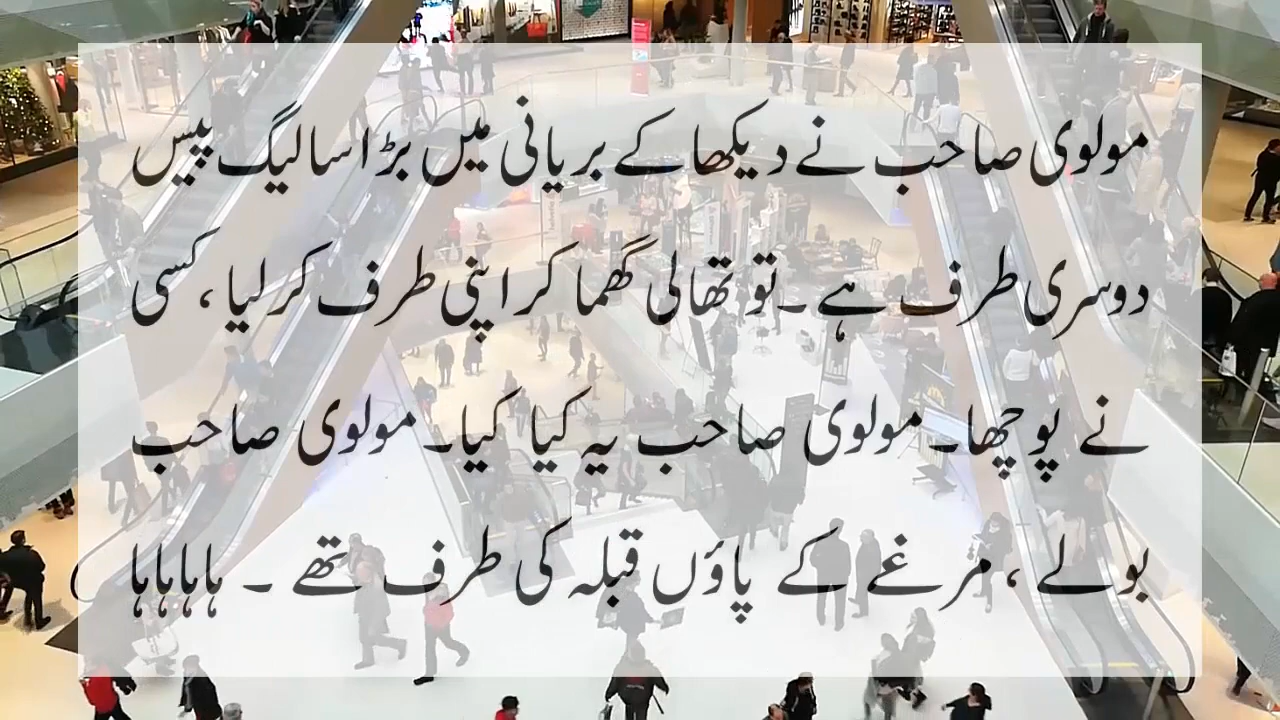 مولوی صاحب نے دیکھا کے بریانی میں بڑا سا لیگ پیس
دوسری طرف ہے۔ تو تھالی گھما کر اپنی طرف کر لیا، کسی
نے پوچھا۔ مولوی صاحب یہ کیا کیا۔ مولوی صاحب
بولے، مرغے کے پاؤں قبلہ کی طرف تھے۔ ہاہاہاہا